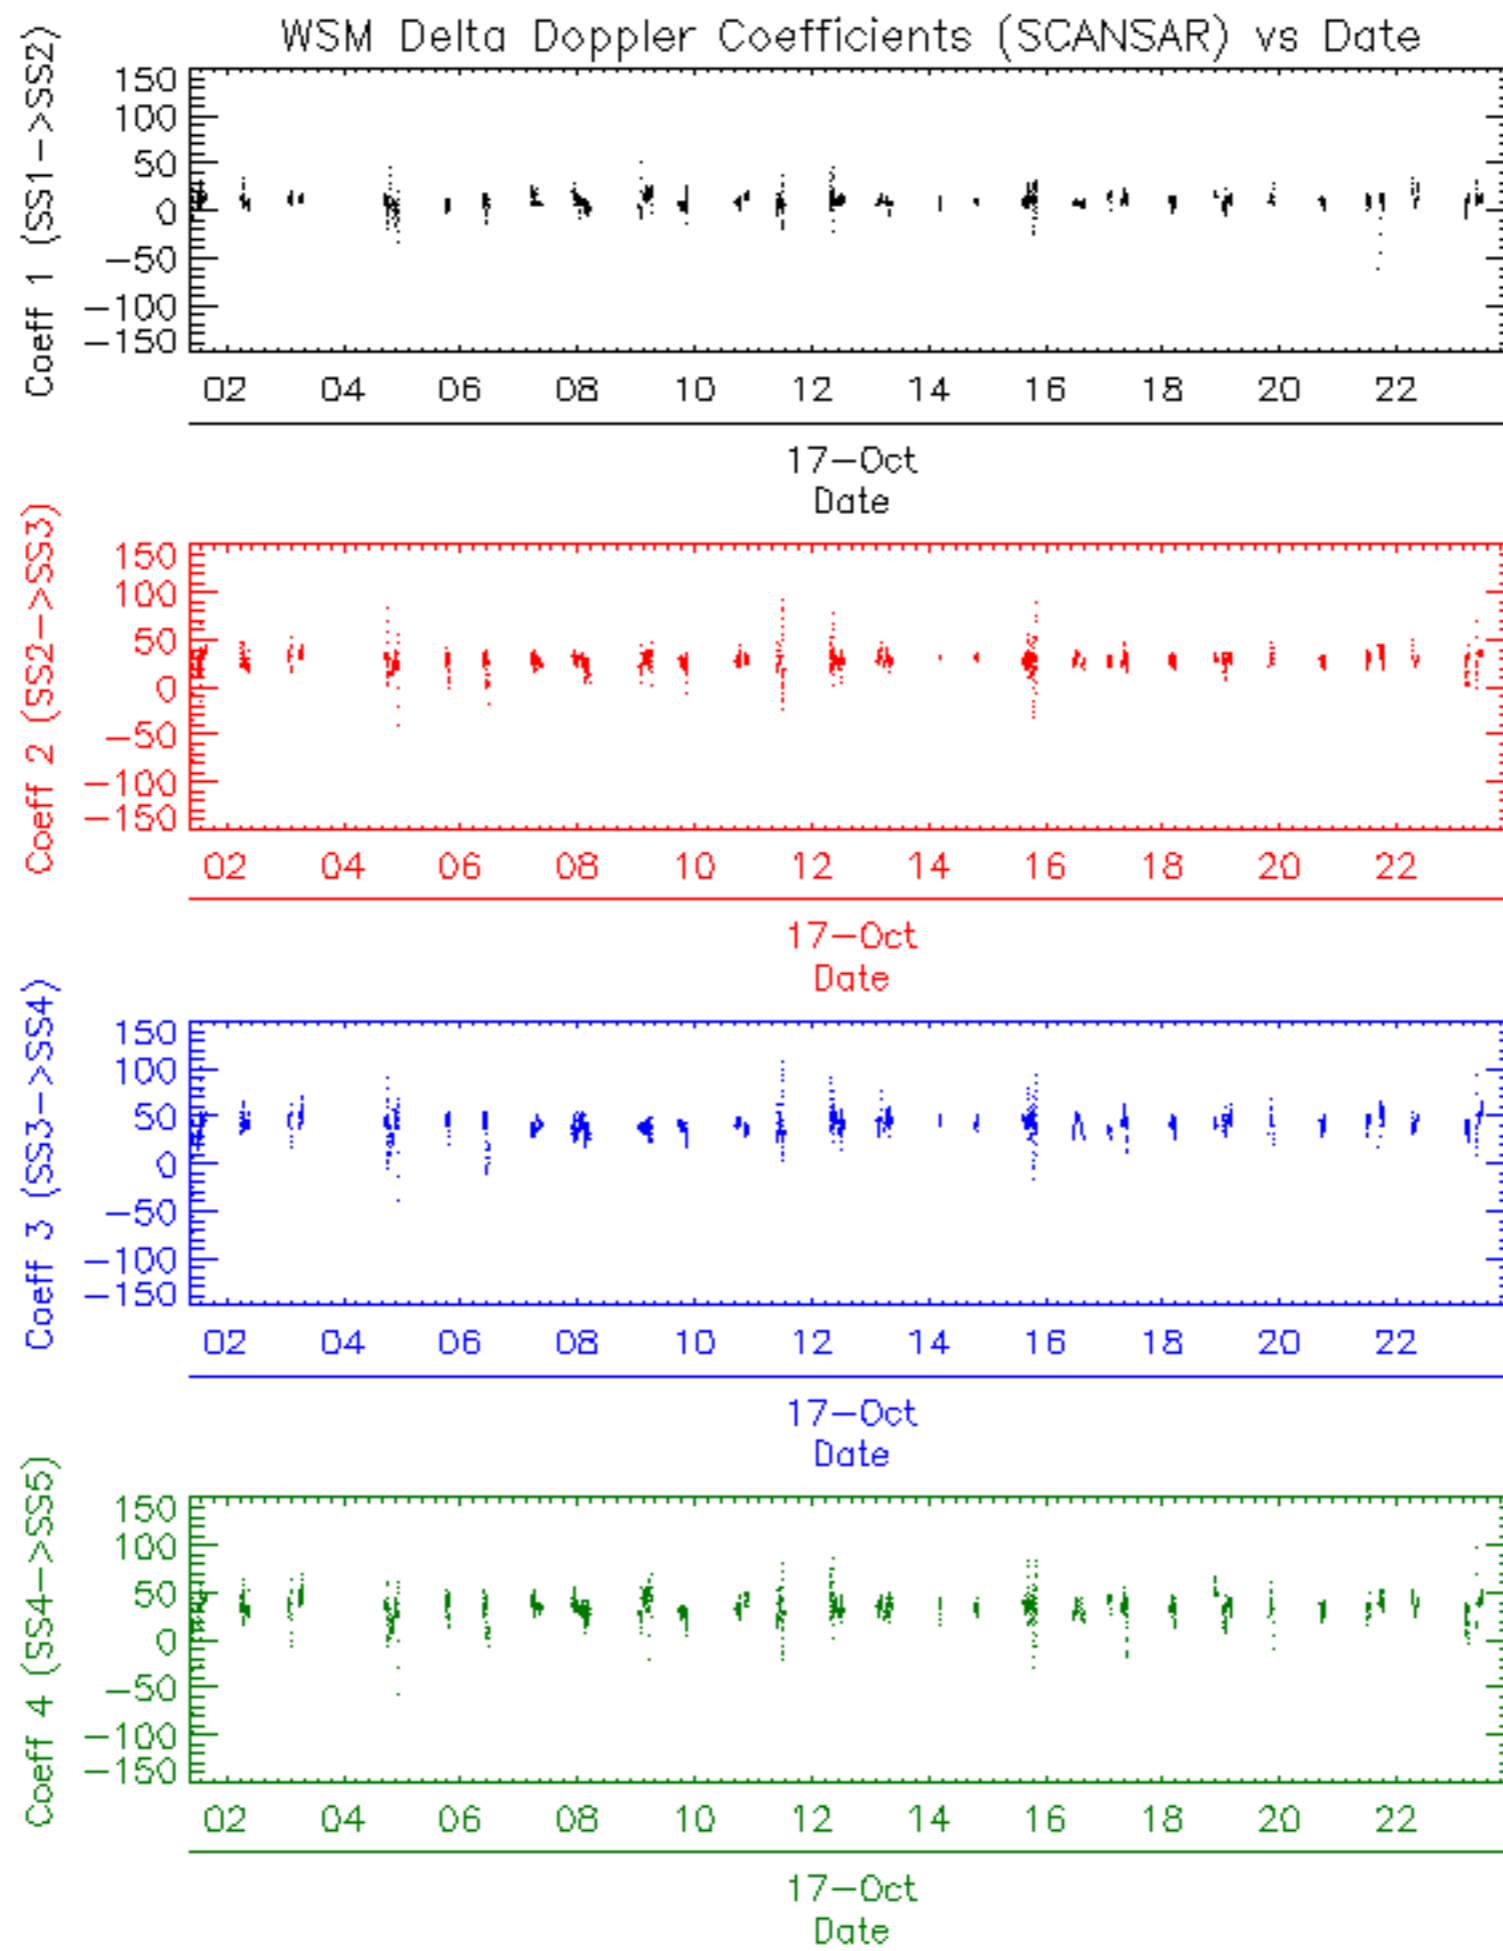 WSM Delta Doppler Coefficients (SCANSAR) vs Date
Coeff 1 (SS1->SS2)
150
100
50
0
-50
-100
-150
02 04 06 08 10 12 14 16 18 20 22
17-Oct
Date
Coeff 2 (SS2->SS3)
150
100
50
0
-50
-100
-150
02 04 06 08 10 12 14 16 18 20 22
17-Oct
Date
Coeff 3 (SS3->SS4)
150
100
50
0
-50
-100
-150
02 04 06 08 10 12 14 16 18 20 22
17-Oct
Date
Coeff 4 (SS4->SS5)
150
100
50
0
-50
-100
-150
02 04 06 08 10 12 14 16 18 20 22
17-Oct
Date